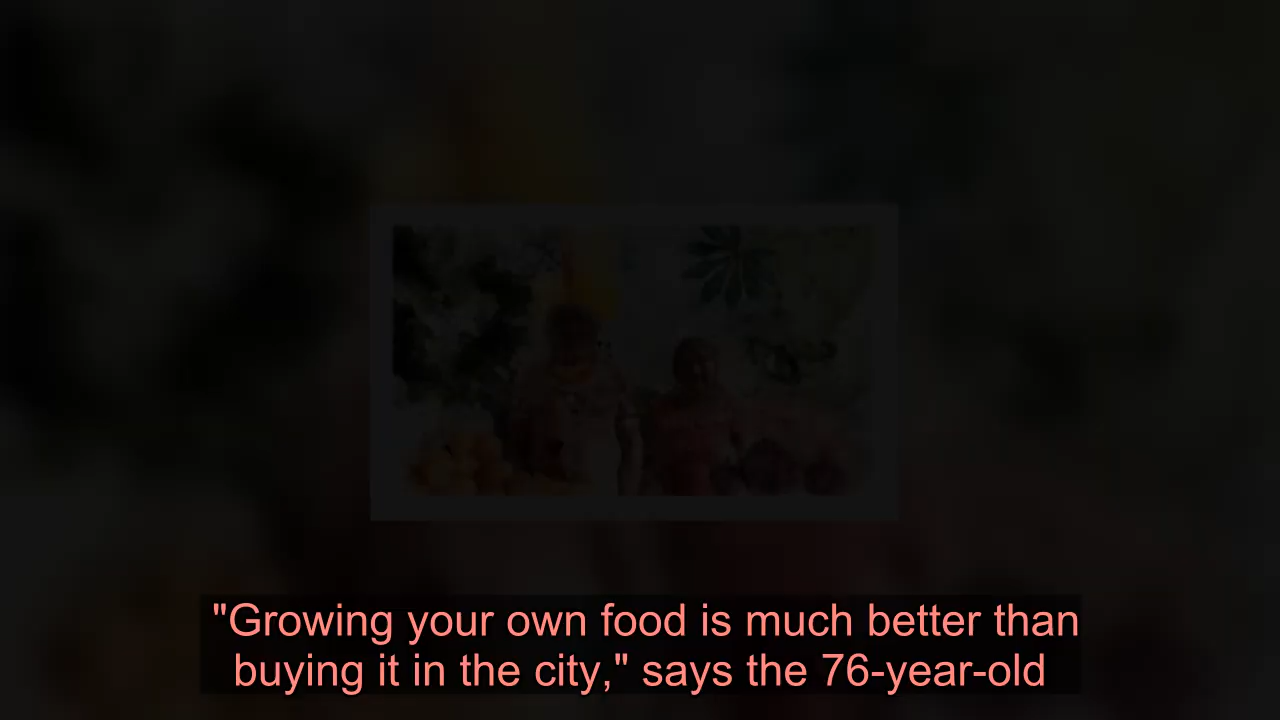 "Growing your own food is much better than
buying it in the city," says the 76-year-old